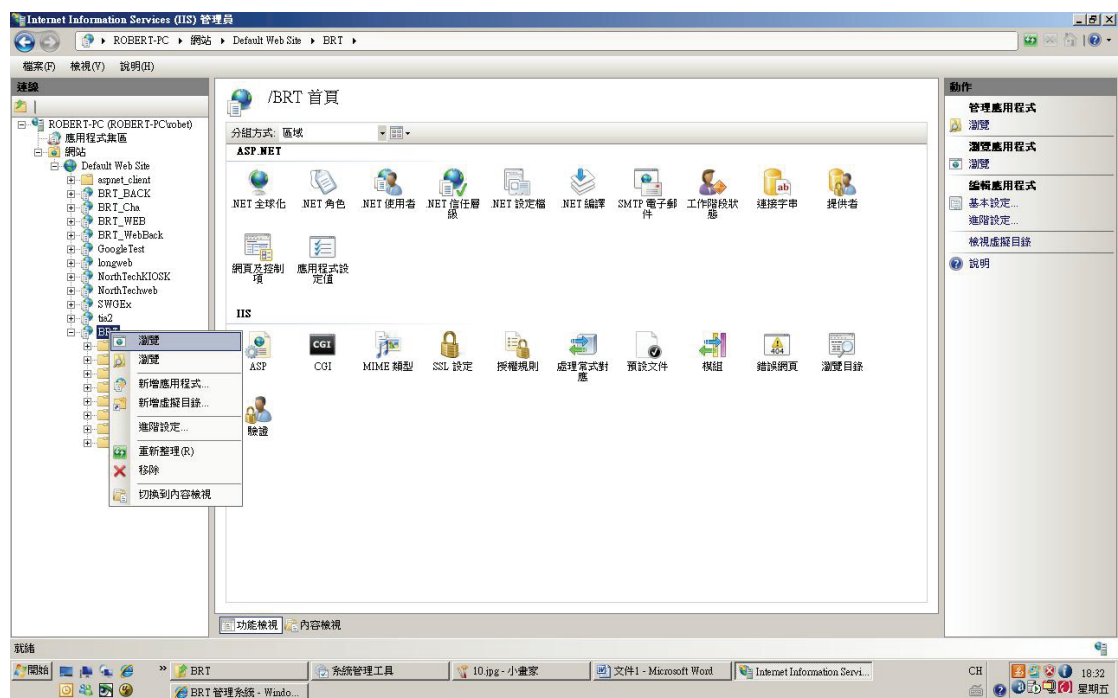 Internet Information Services (IIS) 管理員
ROBERT-PC ▸ 網站 ▸ Default Web Site ▸ BRT ▸
檔案(F) 檢視(V) 說明(H)
連線
ROBERT-PC (ROBERT-PC\robet)
應用程式集區
網站
Default Web Site
aspnet_client
BRT_BACK
BRT_Cha
BRT_WEB
BRT_WebBack
GoogleTest
longweb
NorthTechKIOSK
NorthTechweb
SWGEx
tia2
BRT
瀏覽
瀏覽
新增應用程式...
新增虛擬目錄...
進階設定...
重新整理(R)
移除
切換到內容檢視
/BRT 首頁
分組方式: 區域
ASP.NET
.NET 全球化
.NET 角色
.NET 使用者
.NET 信任層級
.NET 設定檔
.NET 編譯
SMTP 電子郵件
工作階段狀態
連接字串
提供者
網頁及控制項
應用程式設定值
IIS
ASP
CGI
MIME 類型
SSL 設定
授權規則
處理常式對應
預設文件
模組
錯誤網頁
瀏覽目錄
驗證
功能檢視 內容檢視
動作
管理應用程式
瀏覽
瀏覽應用程式
瀏覽
編輯應用程式
基本設定...
進階設定...
檢視虛擬目錄
說明
就緒
開始 » BRT 系統管理工具 10.jpg - 小畫家 文件1 - Microsoft Word Internet Information Servi... CH 18:32
BRT 管理系統 - Windo... 星期五